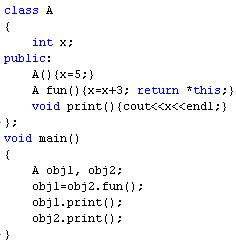 class A
{
    int x;
public:
    A(){x=5;}
    A fun(){x=x+3; return *this;}
    void print(){cout<<x<<endl;}
};
void main()
{
    A obj1, obj2;
    obj1=obj2.fun();
    obj1.print();
    obj2.print();
}